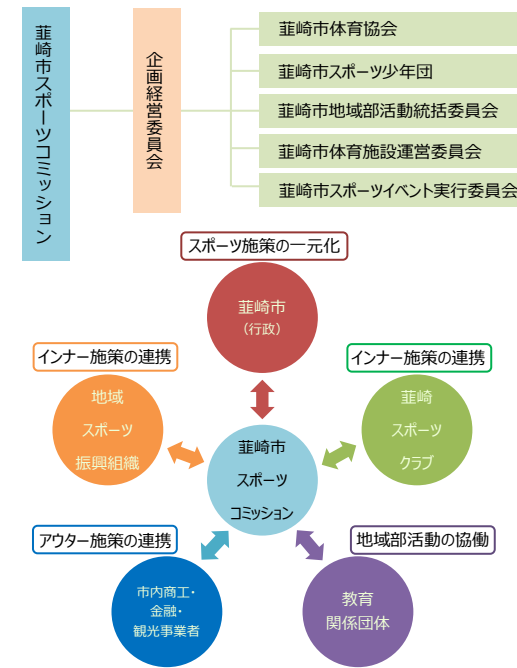 韮崎市スポーツコミッション
企画経営委員会
韮崎市体育協会
韮崎市スポーツ少年団
韮崎市地域部活動統括委員会
韮崎市体育施設運営委員会
韮崎市スポーツイベント実行委員会
スポーツ施策の一元化
韮崎市
（行政）
インナー施策の連携
地域
スポーツ
振興組織
インナー施策の連携
韮崎
スポーツ
クラブ
韮崎市
スポーツ
コミッション
アウター施策の連携
市内商工・
金融・
観光事業者
地域部活動の協働
教育
関係団体